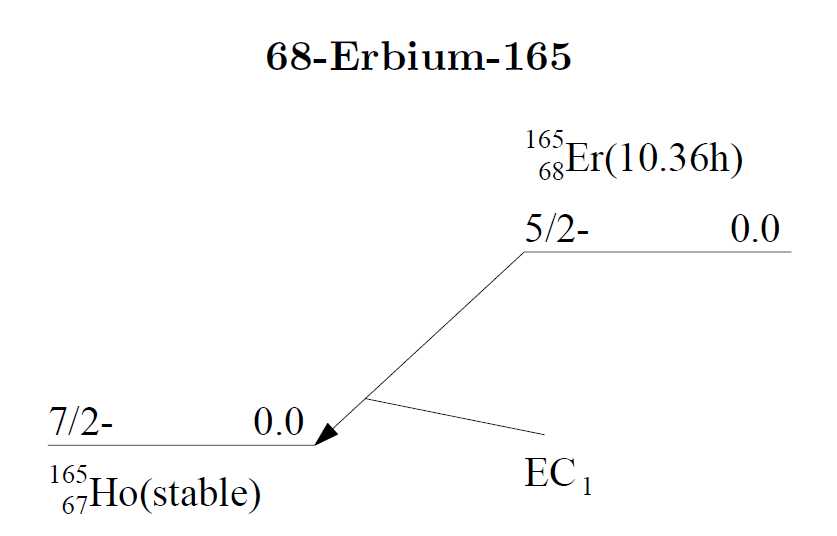 68-Erbium-165
165
68Er(10.36h)
5/2- 0.0
7/2- 0.0
165
67Ho(stable)
EC 1